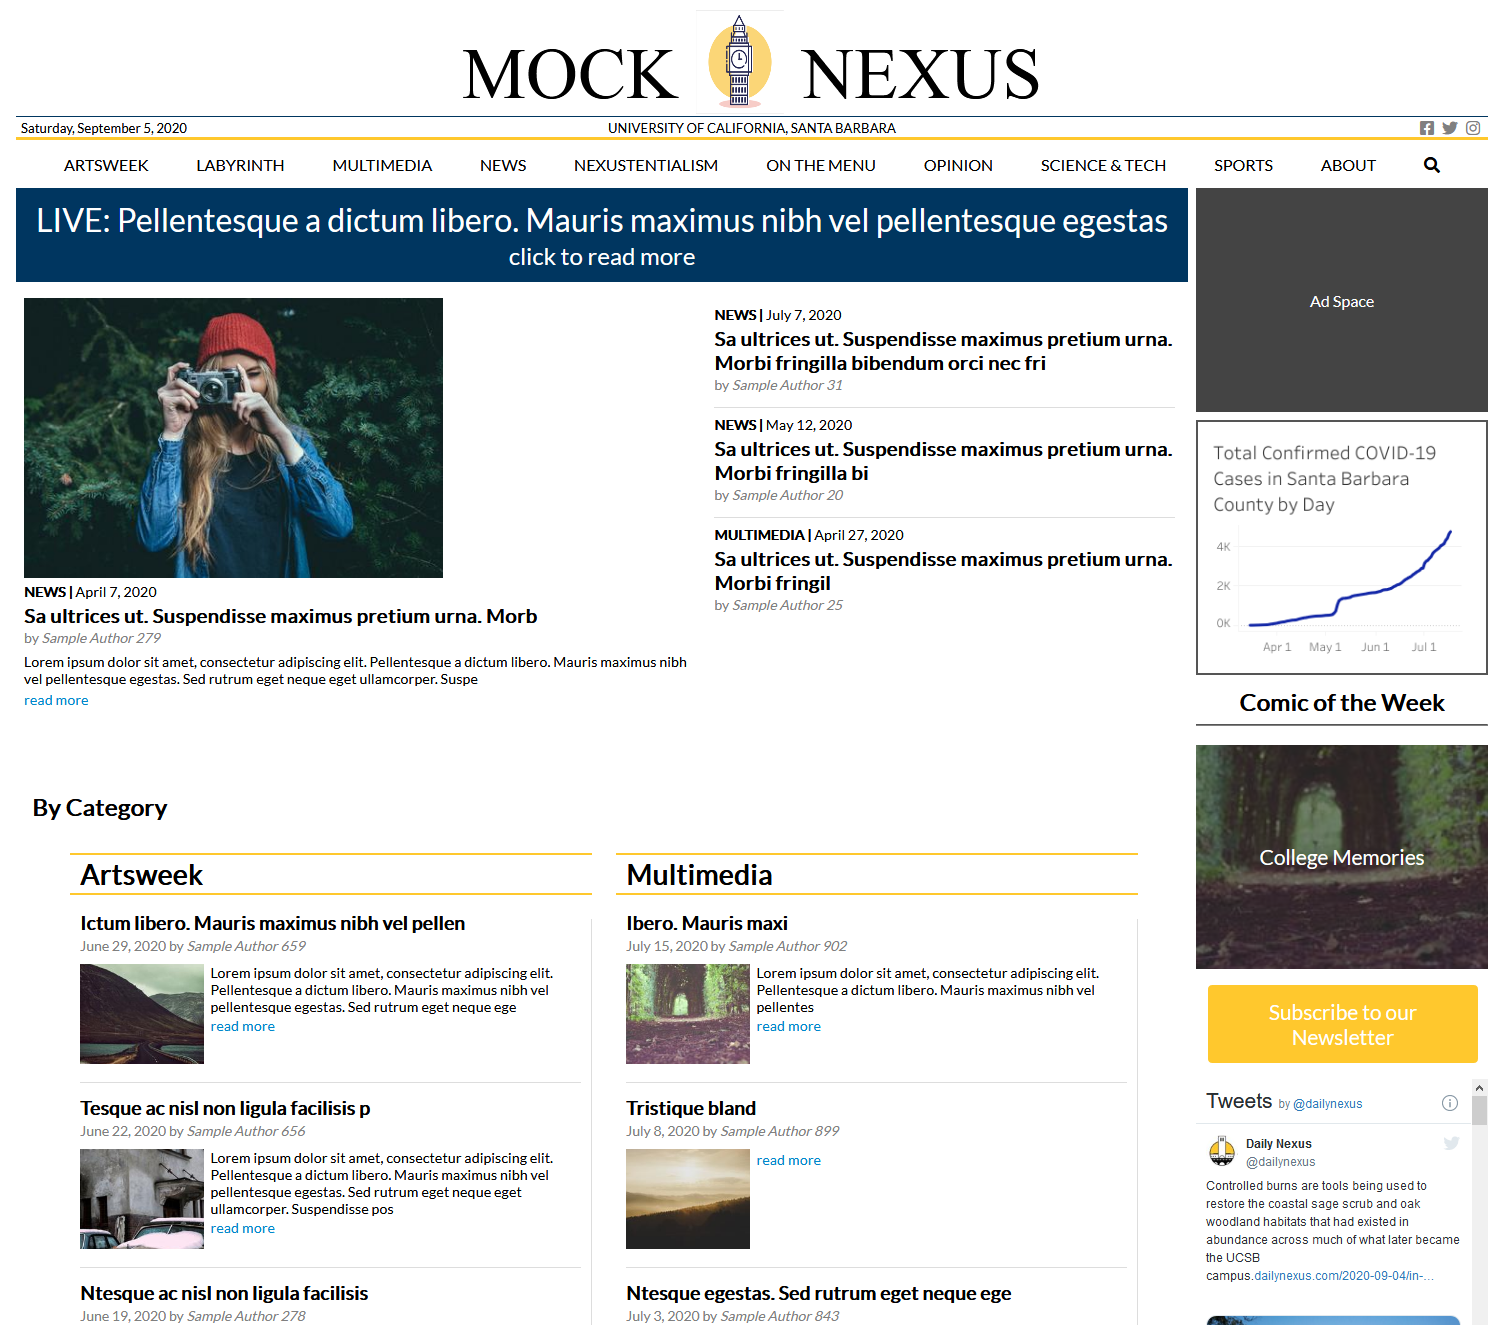 MOCK NEXUS
Saturday, September 5, 2020
UNIVERSITY OF CALIFORNIA, SANTA BARBARA
ARTSWEEK LABYRINTH MULTIMEDIA NEWS NEXUSTENTIALISM ON THE MENU OPINION SCIENCE & TECH SPORTS ABOUT
LIVE: Pellentesque a dictum libero. Mauris maximus nibh vel pellentesque egestas
click to read more
NEWS | April 7, 2020
Sa ultrices ut. Suspendisse maximus pretium urna. Morb
by Sample Author 279
Lorem ipsum dolor sit amet, consectetur adipiscing elit. Pellentesque a dictum libero. Mauris maximus nibh
vel pellentesque egestas. Sed rutrum eget neque eget ullamcorper. Suspe
read more
NEWS | July 7, 2020
Sa ultrices ut. Suspendisse maximus pretium urna.
Morbi fringilla bibendum orci nec fri
by Sample Author 31
NEWS | May 12, 2020
Sa ultrices ut. Suspendisse maximus pretium urna.
Morbi fringilla bi
by Sample Author 20
MULTIMEDIA | April 27, 2020
Sa ultrices ut. Suspendisse maximus pretium urna.
Morbi fringil
by Sample Author 25
By Category
Artsweek
Ictum libero. Mauris maximus nibh vel pellen
June 29, 2020 by Sample Author 659
Lorem ipsum dolor sit amet, consectetur adipiscing elit.
Pellentesque a dictum libero. Mauris maximus nibh vel
pellentesque egestas. Sed rutrum eget neque ege
read more
Tesque ac nisl non ligula facilisis p
June 22, 2020 by Sample Author 656
Lorem ipsum dolor sit amet, consectetur adipiscing elit.
Pellentesque a dictum libero. Mauris maximus nibh vel
pellentesque egestas. Sed rutrum eget neque eget
ullamcorper. Suspendisse pos
read more
Ntesque ac nisl non ligula facilisis
June 19, 2020 by Sample Author 278
Multimedia
Ibero. Mauris maxi
July 15, 2020 by Sample Author 902
Lorem ipsum dolor sit amet, consectetur adipiscing elit.
Pellentesque a dictum libero. Mauris maximus nibh vel
pellentes
read more
Tristique bland
July 8, 2020 by Sample Author 899
read more
Ntesque egestas. Sed rutrum eget neque ege
July 3, 2020 by Sample Author 843
Ad Space
Total Confirmed COVID-19
Cases in Santa Barbara
County by Day
4K
2K
0K
Apr 1 May 1 Jun 1 Jul 1
Comic of the Week
College Memories
Subscribe to our
Newsletter
Tweets by @dailynexus
Daily Nexus
@dailynexus
Controlled burns are tools being used to
restore the coastal sage scrub and oak
woodland habitats that had existed in
abundance across much of what later became
the UCSB
campus.dailynexus.com/2020-09-04/in-…